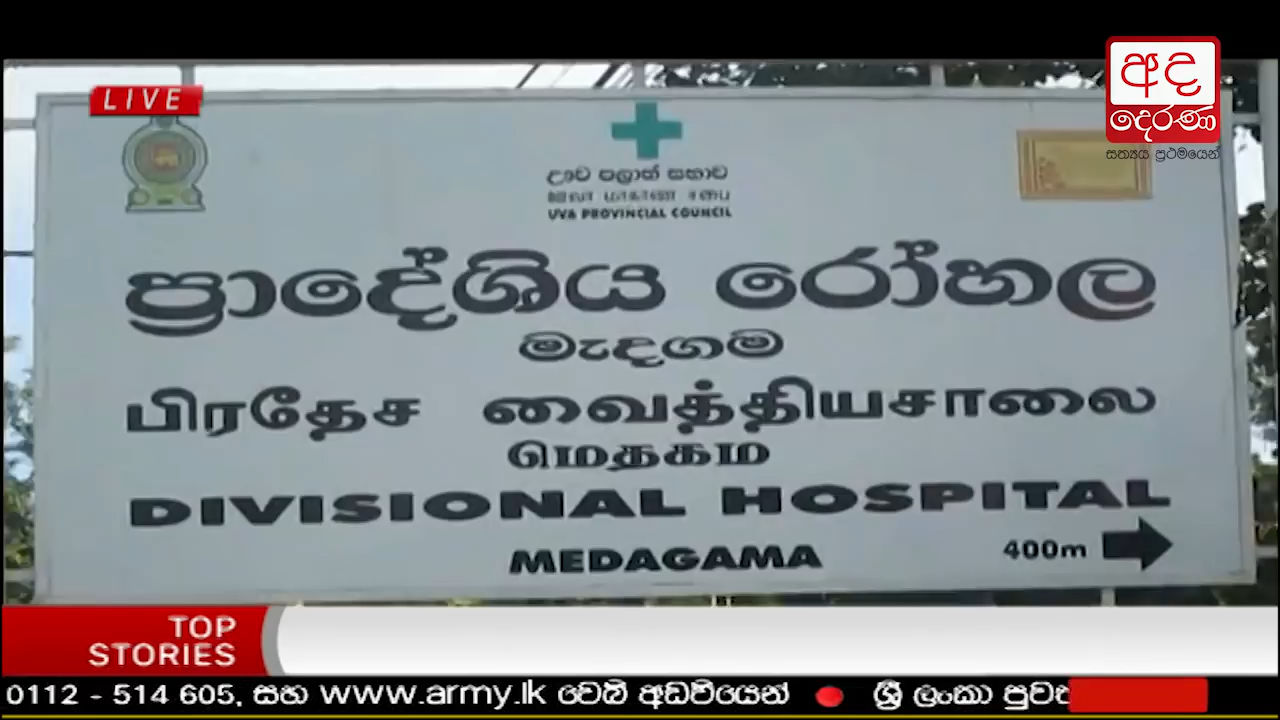 LIVE
අද
දෙරණ
සත්‍යය ප්‍රථමයෙන්
ඌව පළාත් සභාව
ඊවා மாகாண சபை
UVA PROVINCIAL COUNCIL
ප්‍රාදේශිය රෝහල
මැදගම
பிரதேச வைத்தியசாலை
மெதகம
DIVISIONAL HOSPITAL
MEDAGAMA
400m
TOP
STORIES
0112 - 514 605, සහ www.army.lk වෙබ් අඩවියෙන් ● ශ්‍රී ලංකා